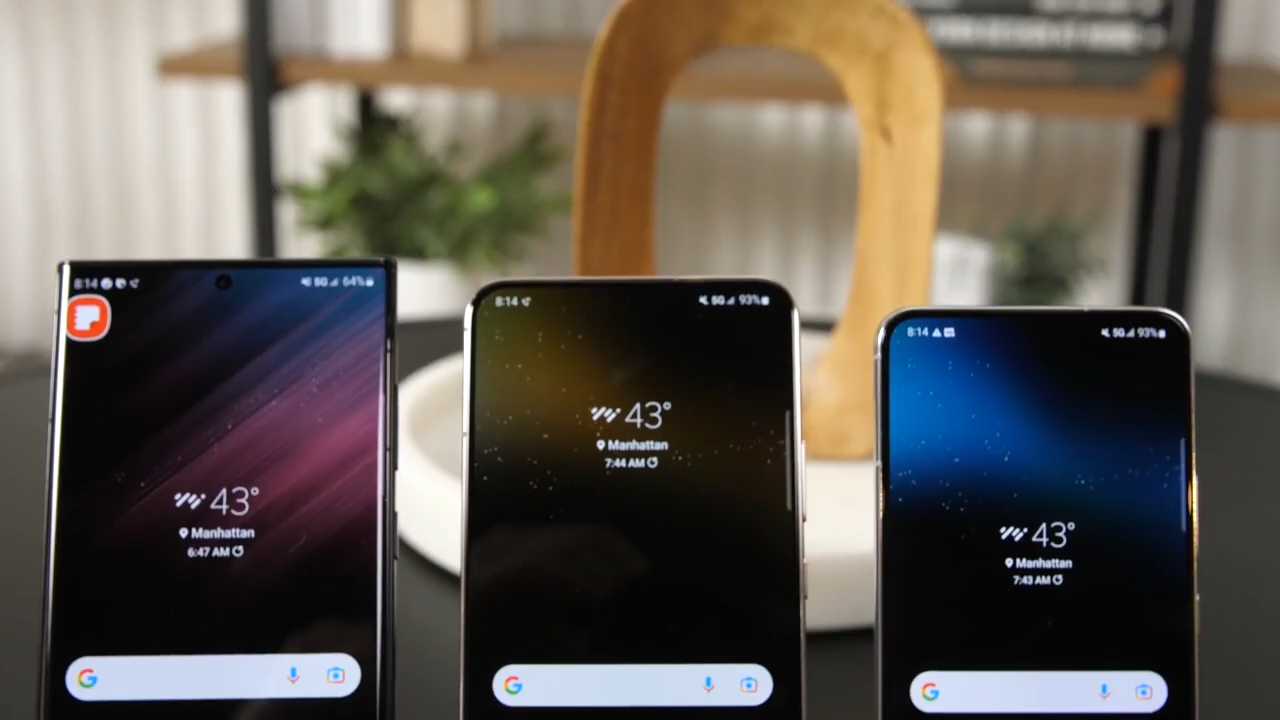 8:14 5G 64%
43°
Manhattan
6:47 AM
G
8:14 5G 93%
43°
Manhattan
7:44 AM
G
8:14 5G 93%
43°
Manhattan
7:43 AM
G